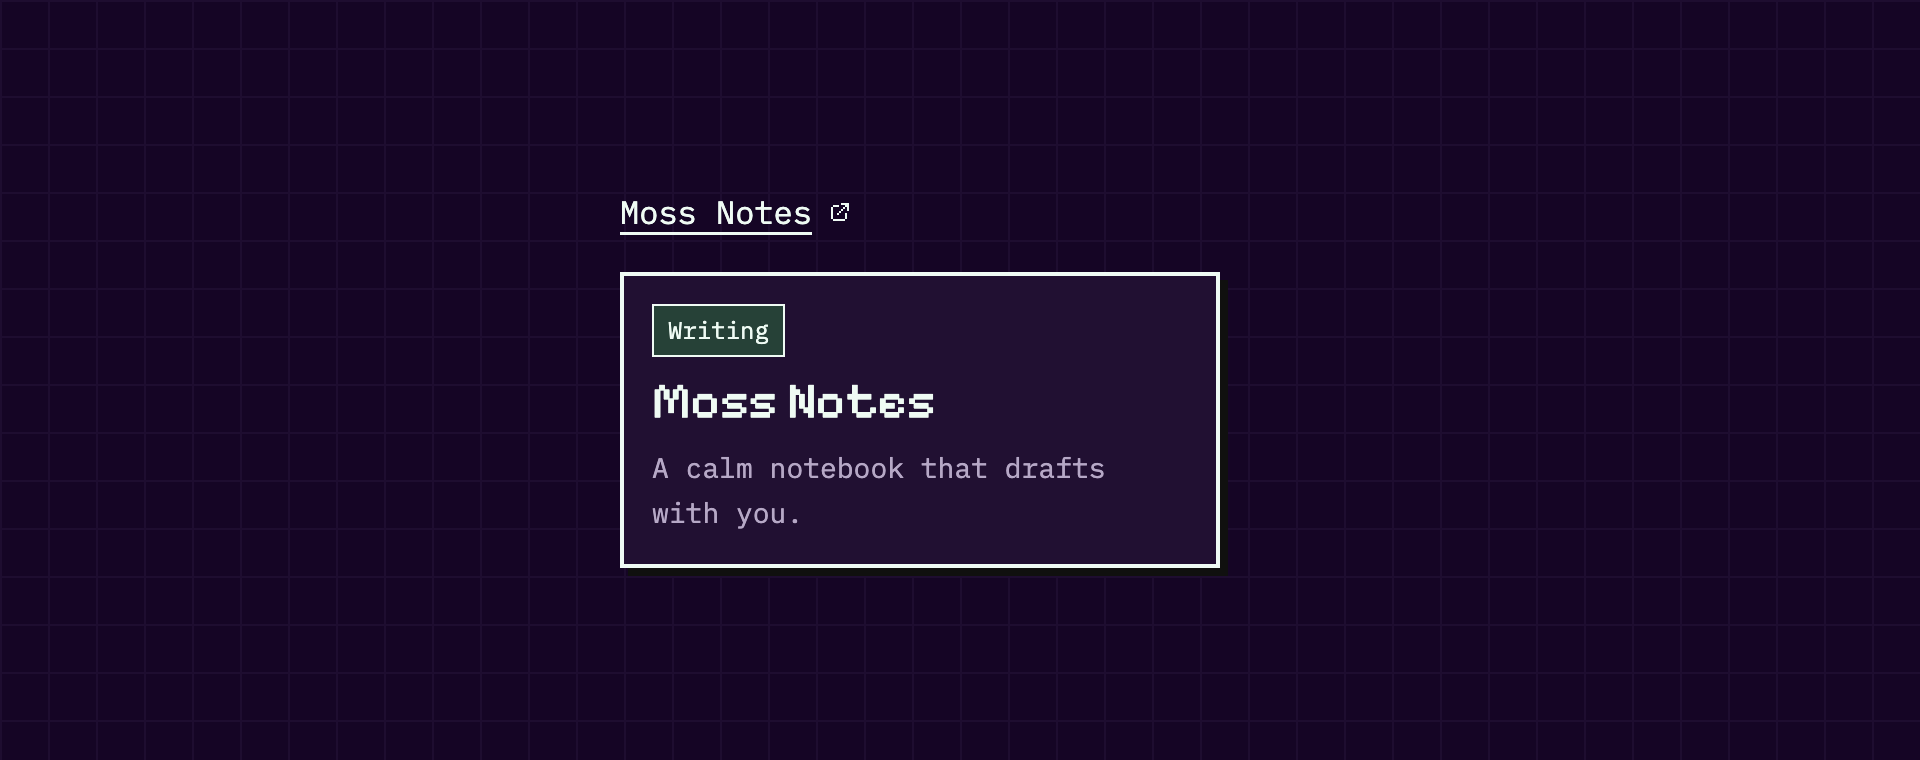 Moss Notes
Writing
Moss Notes
A calm notebook that drafts
with you.